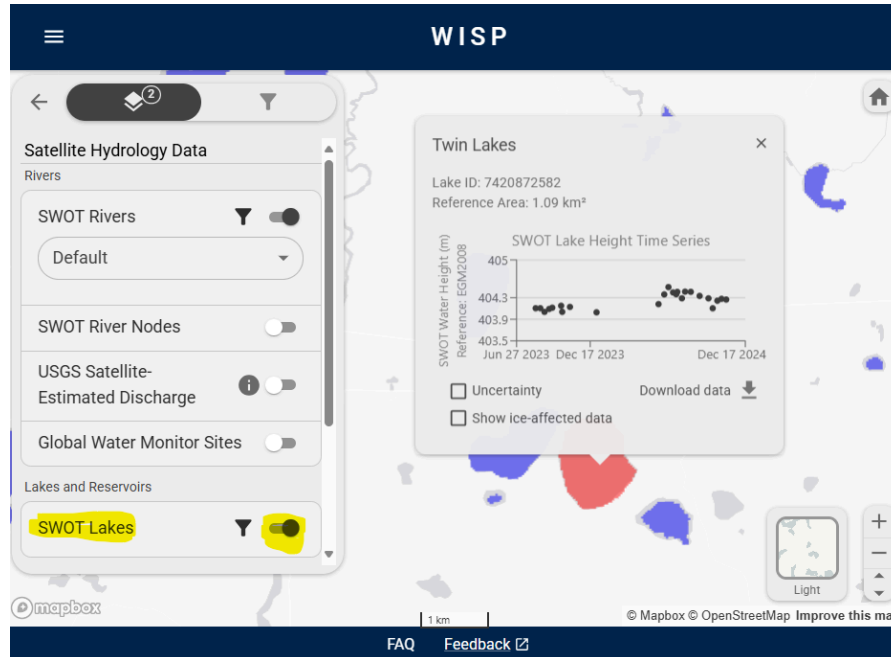 WISP
2
Satellite Hydrology Data
Rivers
SWOT Rivers
Default
SWOT River Nodes
USGS Satellite-
Estimated Discharge
Global Water Monitor Sites
Lakes and Reservoirs
SWOT Lakes
Twin Lakes
Lake ID: 7420872582
Reference Area: 1.09 km²
SWOT Lake Height Time Series
SWOT Water Height (m)
Reference: EGM2008
405
404.3
403.9
403.5
Jun 27 2023 Dec 17 2023 Dec 17 2024
Uncertainty
Download data
Show ice-affected data
Light
mapbox
1 km
© Mapbox © OpenStreetMap Improve this ma
FAQ Feedback